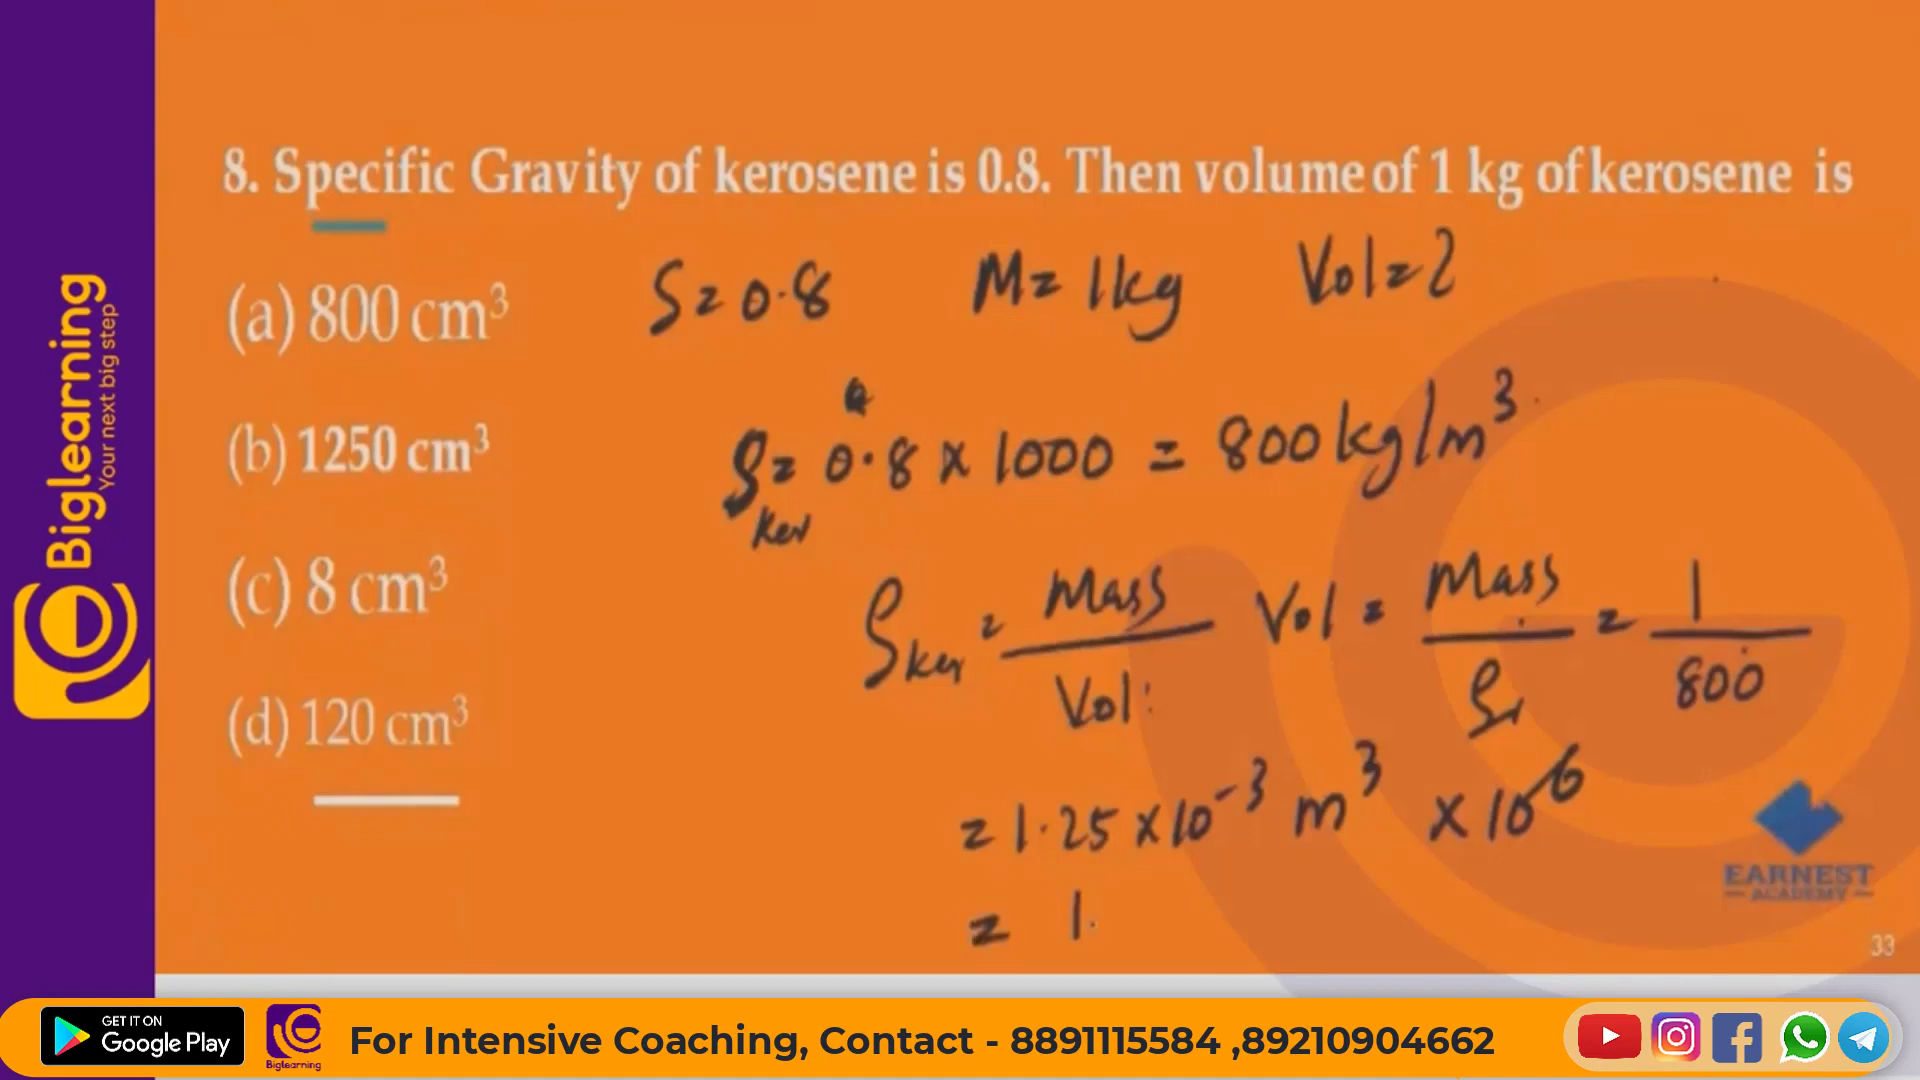 8. Specific Gravity of kerosene is 0.8. Then volume of 1 kg of kerosene is
(a) 800 cm³
S = 0.8 M = 1kg Vol = ?
(b) 1250 cm³
ρker = 0.8 × 1000 = 800 kg/m³
(c) 8 cm³
ρker = Mass / Vol Vol = Mass / ρ = 1 / 800
(d) 120 cm³
= 1.25 × 10⁻³ m³ × 10⁶
= 1.
EARNEST
ACADEMY
33
Biglearning
Your next big step
GET IT ON
Google Play
Biglearning
For Intensive Coaching, Contact - 8891115584 ,89210904662